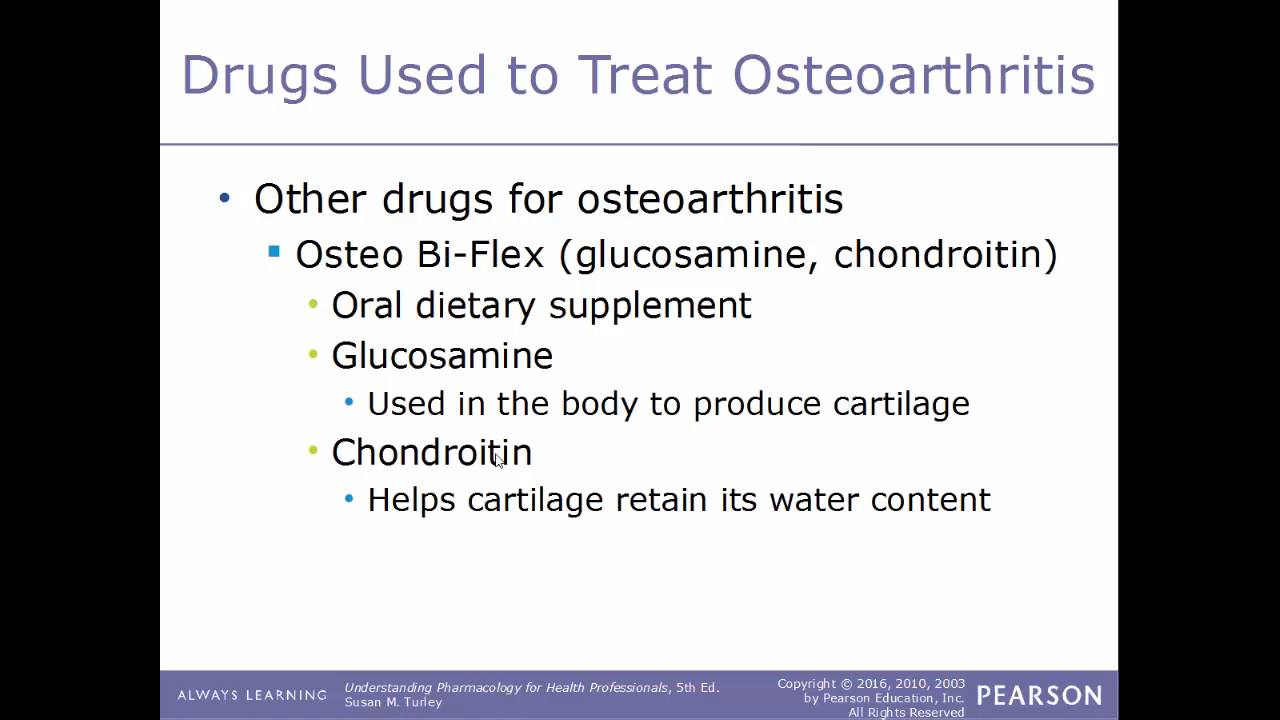 Drugs Used to Treat Osteoarthritis
• Other drugs for osteoarthritis
▪ Osteo Bi-Flex (glucosamine, chondroitin)
• Oral dietary supplement
• Glucosamine
• Used in the body to produce cartilage
• Chondroitin
• Helps cartilage retain its water content
ALWAYS LEARNING
Understanding Pharmacology for Health Professionals, 5th Ed.
Susan M. Turley
Copyright © 2016, 2010, 2003
by Pearson Education, Inc.
All Rights Reserved
PEARSON